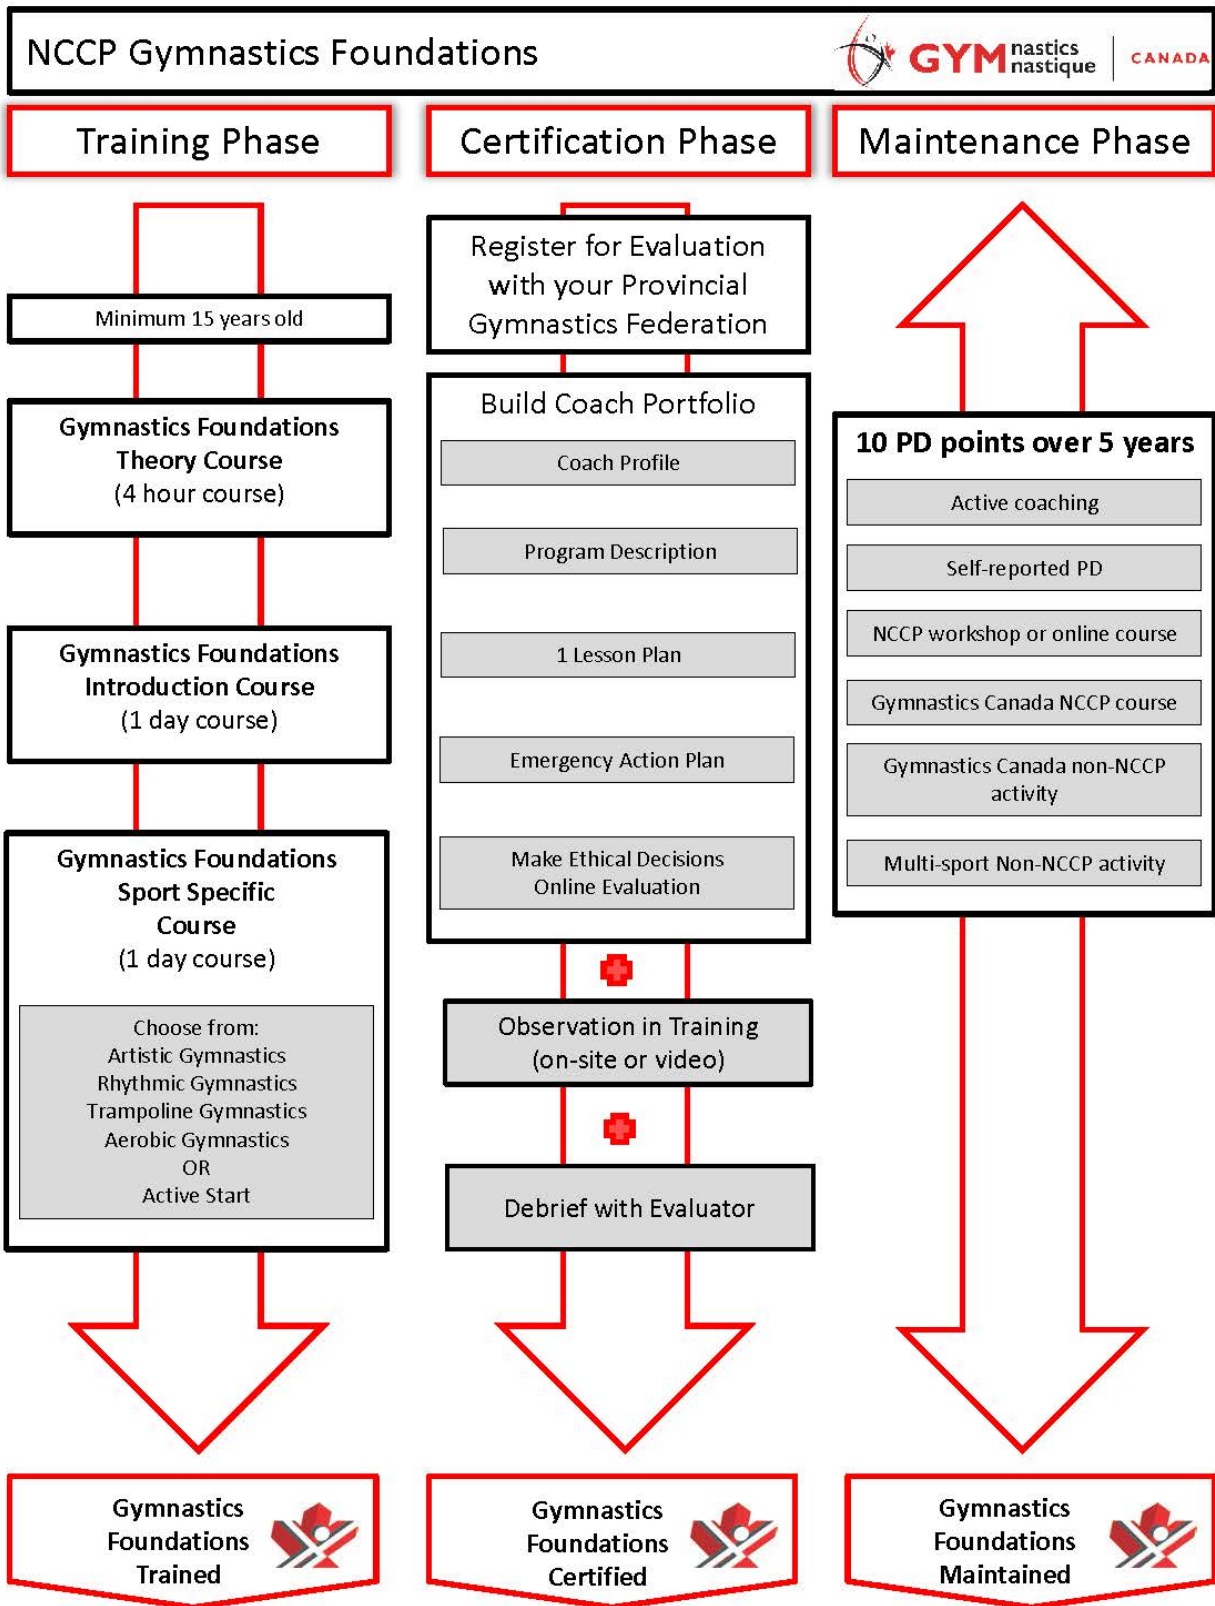 NCCP Gymnastics Foundations
GYM nastics
nastique
CANADA
Training Phase
Minimum 15 years old
Gymnastics Foundations
Theory Course
(4 hour course)
Gymnastics Foundations
Introduction Course
(1 day course)
Gymnastics Foundations
Sport Specific
Course
(1 day course)
Choose from:
Artistic Gymnastics
Rhythmic Gymnastics
Trampoline Gymnastics
Aerobic Gymnastics
OR
Active Start
Gymnastics
Foundations
Trained
Certification Phase
Register for Evaluation
with your Provincial
Gymnastics Federation
Build Coach Portfolio
Coach Profile
Program Description
1 Lesson Plan
Emergency Action Plan
Make Ethical Decisions
Online Evaluation
Observation in Training
(on-site or video)
Debrief with Evaluator
Gymnastics
Foundations
Certified
Maintenance Phase
10 PD points over 5 years
Active coaching
Self-reported PD
NCCP workshop or online course
Gymnastics Canada NCCP course
Gymnastics Canada non-NCCP
activity
Multi-sport Non-NCCP activity
Gymnastics
Foundations
Maintained